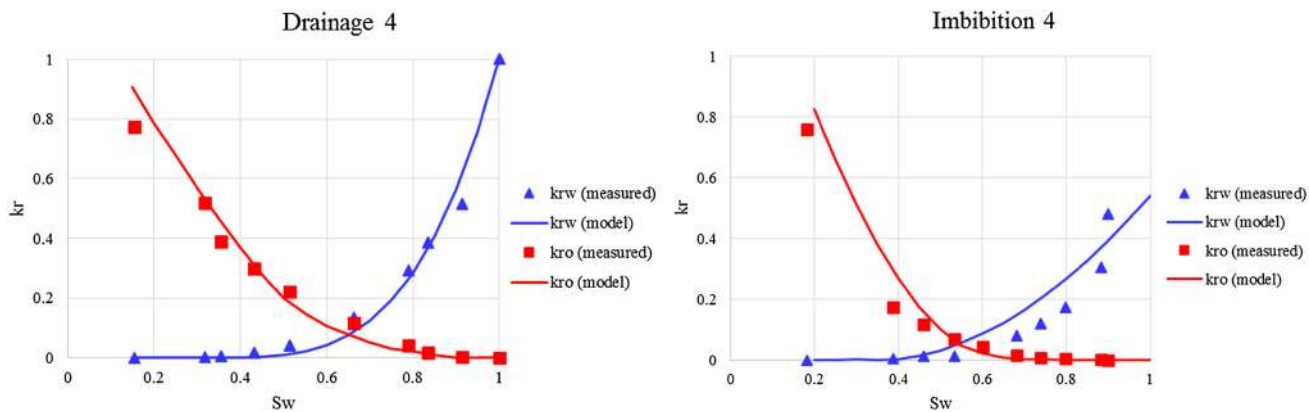 Drainage 4
1
0.8
0.6
0.4
0.2
0
kr
0
0.2
0.4
0.6
0.8
1
Sw
krw (measured)
krw (model)
kro (measured)
kro (model)
Imbibition 4
1
0.8
0.6
0.4
0.2
0
kr
0
0.2
0.4
0.6
0.8
1
Sw
krw (measured)
krw (model)
kro (measured)
kro (model)